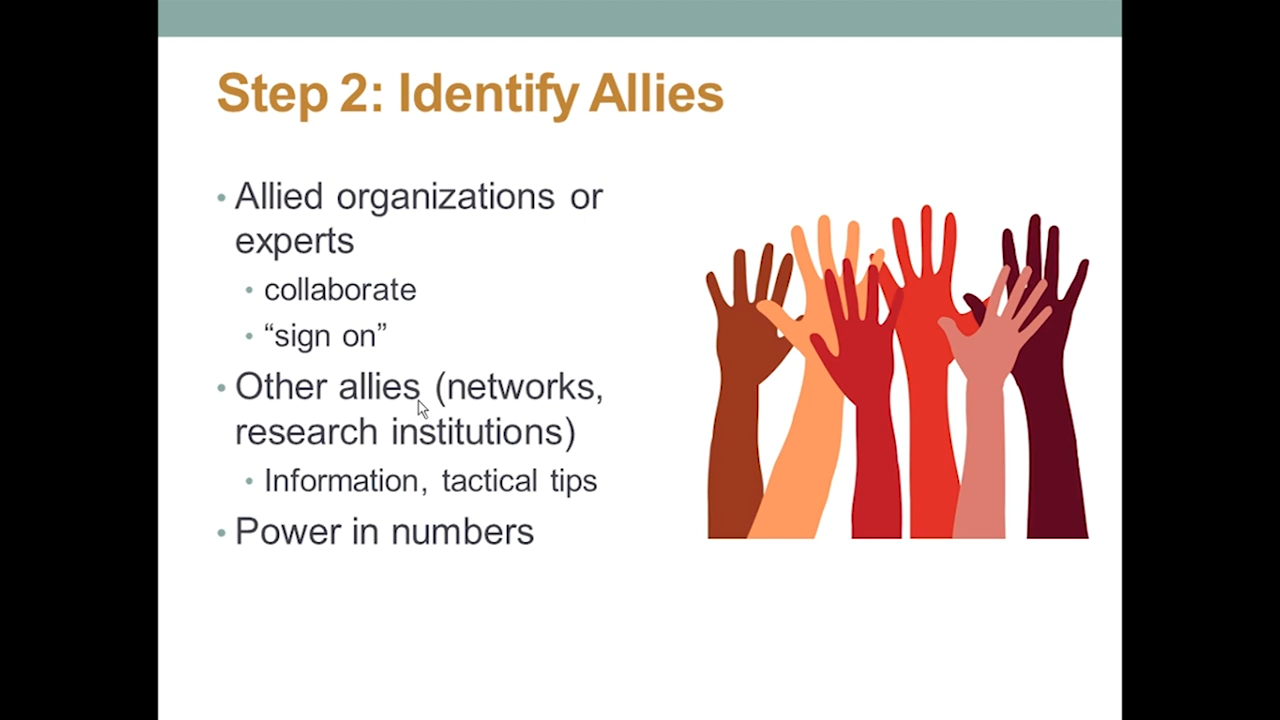 Step 2: Identify Allies
• Allied organizations or
experts
• collaborate
• “sign on”
• Other allies (networks,
research institutions)
• Information, tactical tips
• Power in numbers